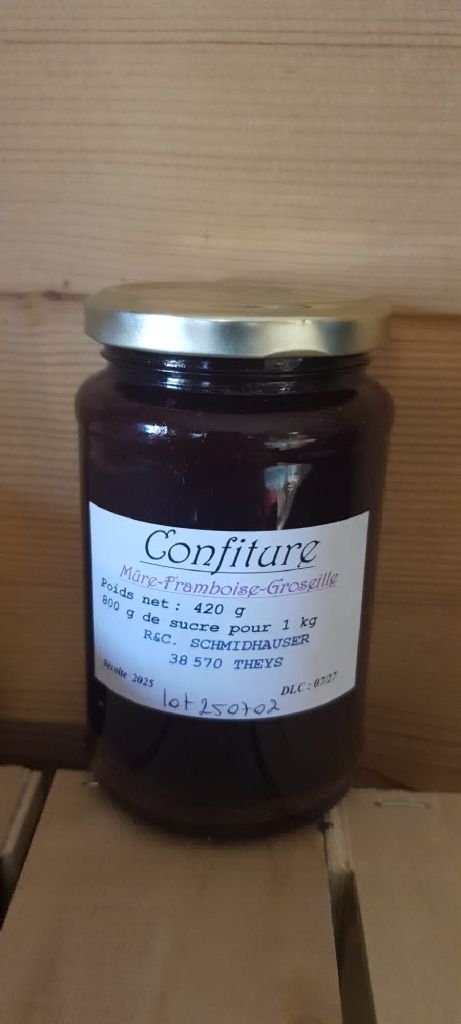 Confiture
Mûre-Framboise-Groseille
Poids net : 420 g
800 g de sucre pour 1 kg
R&C. SCHMIDHAUSER
38 570 THEYS
Récolte 2025
DLC : 07/27
lot 250702